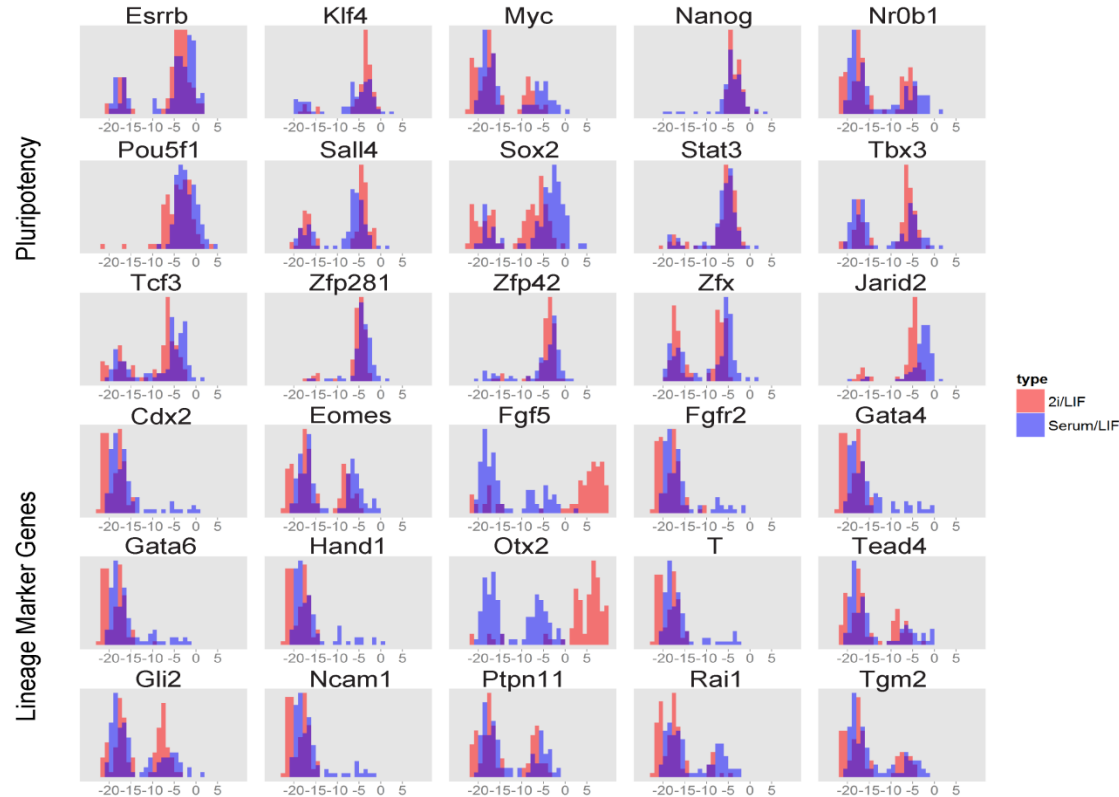 Esrrb Klf4 Myc Nanog Nr0b1
-20-15-10 -5 0 5 -20-15-10 -5 0 5 -20-15-10 -5 0 5 -20-15-10 -5 0 5 -20-15-10 -5 0 5
Pluripotency
Pou5f1 Sall4 Sox2 Stat3 Tbx3
-20-15-10 -5 0 5 -20-15-10 -5 0 5 -20-15-10 -5 0 5 -20-15-10 -5 0 5 -20-15-10 -5 0 5
Tcf3 Zfp281 Zfp42 Zfx Jarid2
-20-15-10 -5 0 5 -20-15-10 -5 0 5 -20-15-10 -5 0 5 -20-15-10 -5 0 5 -20-15-10 -5 0 5
type
2i/LIF
Serum/LIF
Cdx2 Eomes Fgf5 Fgfr2 Gata4
-20-15-10 -5 0 5 -20-15-10 -5 0 5 -20-15-10 -5 0 5 -20-15-10 -5 0 5 -20-15-10 -5 0 5
Lineage Marker Genes
Gata6 Hand1 Otx2 T Tead4
-20-15-10 -5 0 5 -20-15-10 -5 0 5 -20-15-10 -5 0 5 -20-15-10 -5 0 5 -20-15-10 -5 0 5
Gli2 Ncam1 Ptpn11 Rai1 Tgm2
-20-15-10 -5 0 5 -20-15-10 -5 0 5 -20-15-10 -5 0 5 -20-15-10 -5 0 5 -20-15-10 -5 0 5